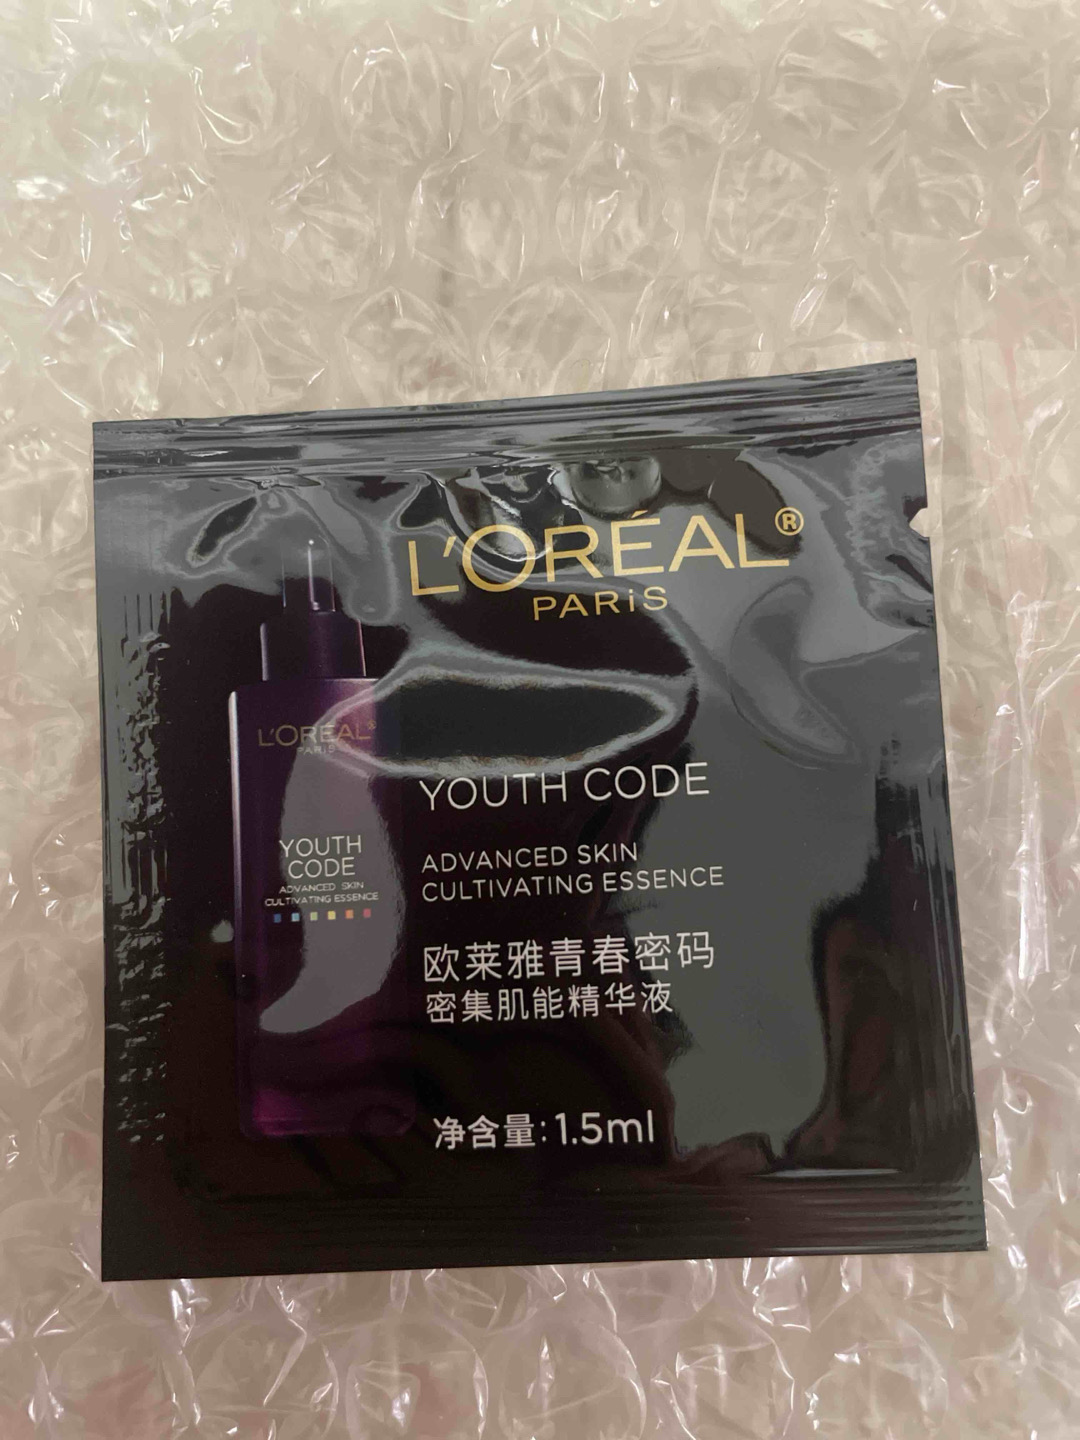 L'ORÉAL®
PARiS
L'ORÉAL®
PARiS
YOUTH
CODE
ADVANCED SKIN
CULTIVATING ESSENCE
YOUTH CODE
ADVANCED SKIN
CULTIVATING ESSENCE
欧莱雅青春密码
密集肌能精华液
净含量:1.5ml